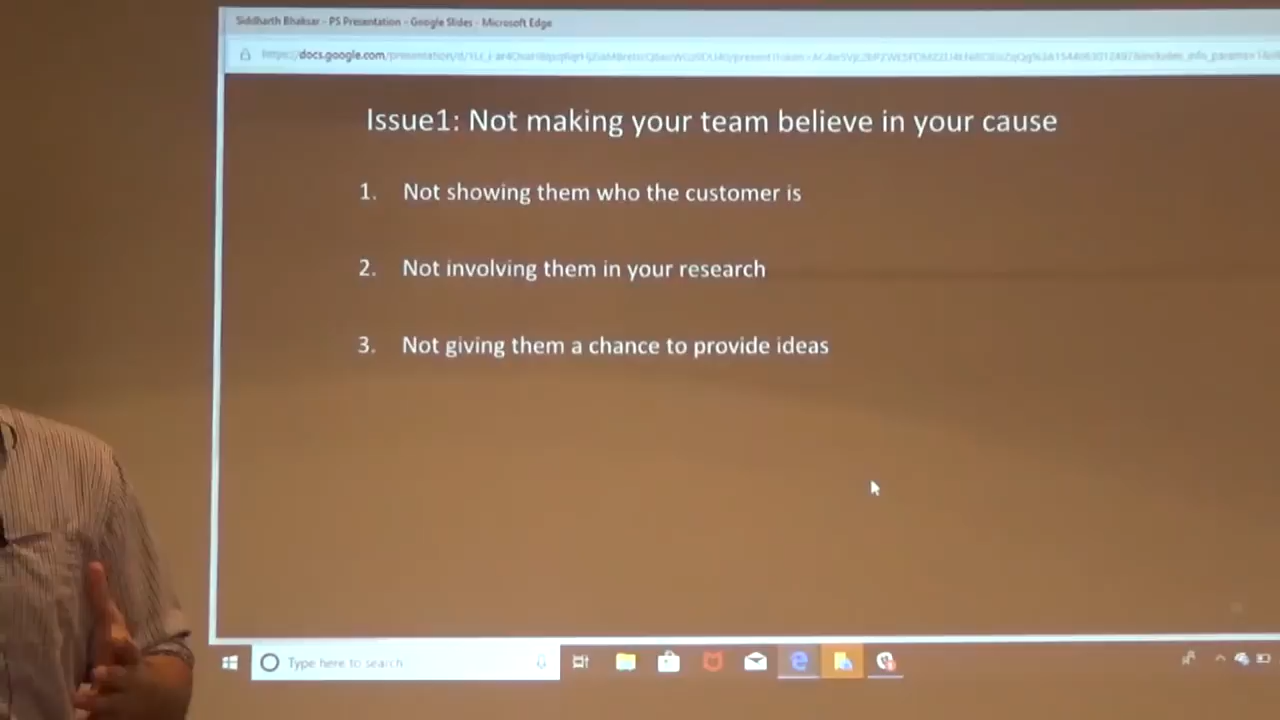 Siddharth Bhaksar - PS Presentation - Google Slides - Microsoft Edge
https://docs.google.com/presentation/d/
Issue1: Not making your team believe in your cause
1. Not showing them who the customer is
2. Not involving them in your research
3. Not giving them a chance to provide ideas
Type here to search